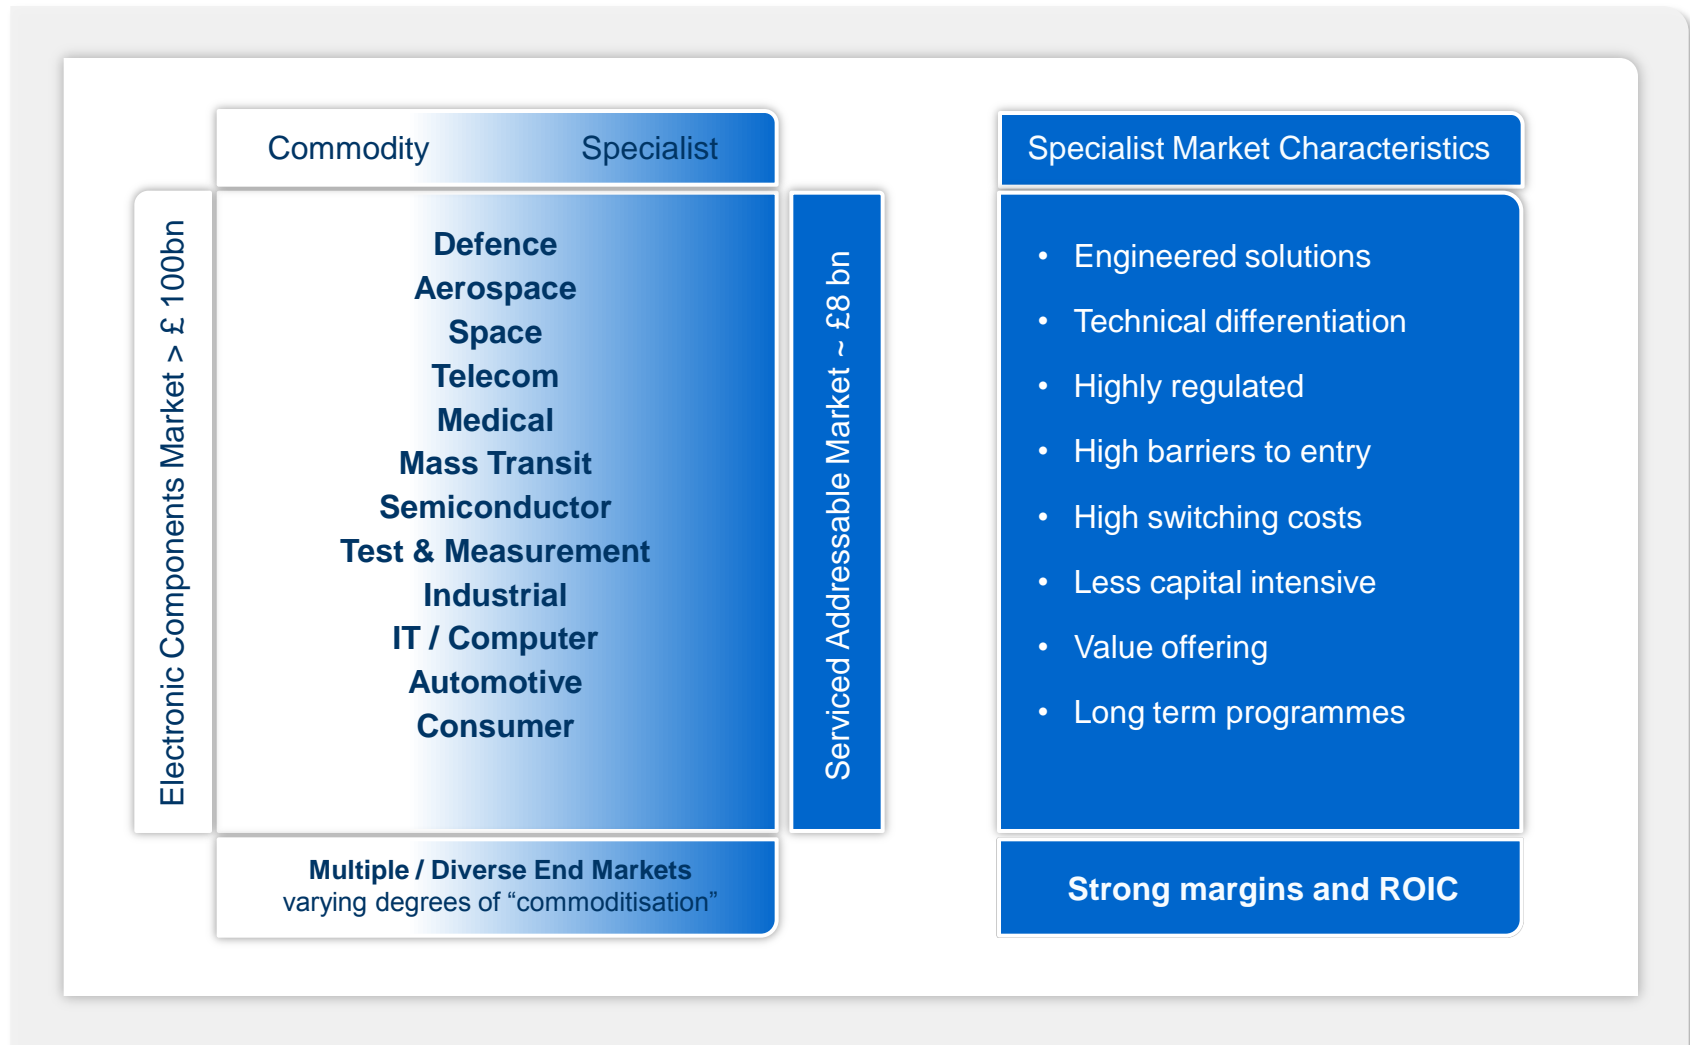 Commodity Specialist
Electronic Components Market > £ 100bn
Defence
Aerospace
Space
Telecom
Medical
Mass Transit
Semiconductor
Test & Measurement
Industrial
IT / Computer
Automotive
Consumer
Serviced Addressable Market ~ £8 bn
Multiple / Diverse End Markets
varying degrees of “commoditisation”
Specialist Market Characteristics
• Engineered solutions
• Technical differentiation
• Highly regulated
• High barriers to entry
• High switching costs
• Less capital intensive
• Value offering
• Long term programmes
Strong margins and ROIC